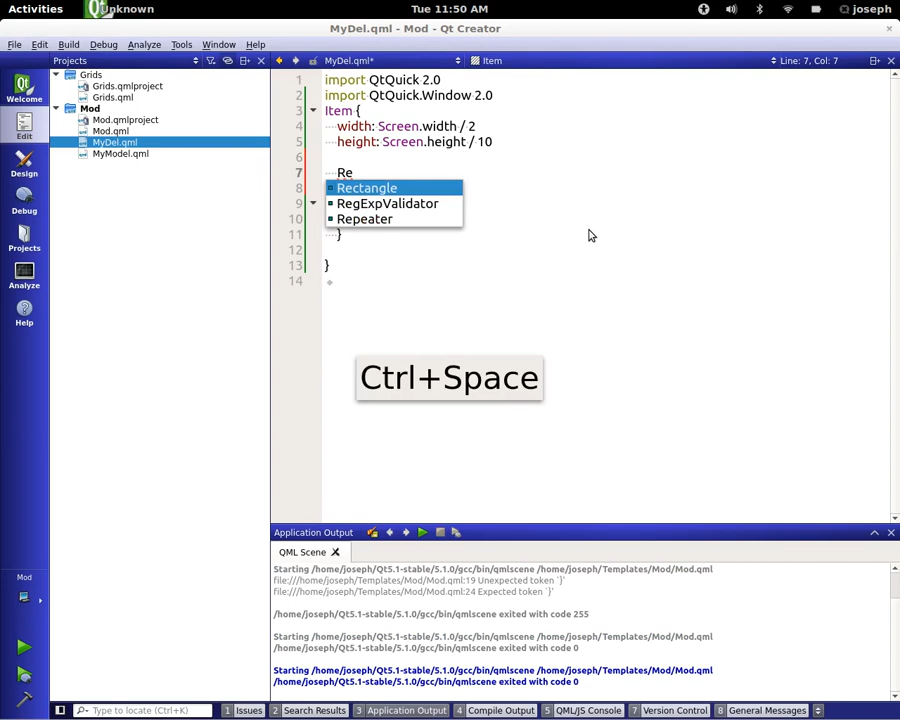 Activities
Unknown
Tue 11:50 AM
joseph
MyDel.qml - Mod - Qt Creator
File Edit Build Debug Analyze Tools Window Help
Projects
MyDel.qml*
Item
Line: 7, Col: 7
Welcome
Edit
Design
Debug
Projects
Analyze
Help
Grids
Grids.qmlproject
Grids.qml
Mod
Mod.qmlproject
Mod.qml
MyDel.qml
MyModel.qml
1 import QtQuick 2.0
2 import QtQuick.Window 2.0
3 Item {
4 width: Screen.width / 2
5 height: Screen.height / 10
6
7 Re
8 Rectangle
9 RegExpValidator
10 Repeater
11 }
12
13 }
14
Ctrl+Space
Application Output
QML Scene
Starting /home/joseph/Qt5.1-stable/5.1.0/gcc/bin/qmlscene /home/joseph/Templates/Mod/Mod.qml
file:///home/joseph/Templates/Mod/Mod.qml:19 Unexpected token `}'
file:///home/joseph/Templates/Mod/Mod.qml:24 Expected token `}'
/home/joseph/Qt5.1-stable/5.1.0/gcc/bin/qmlscene exited with code 255
Starting /home/joseph/Qt5.1-stable/5.1.0/gcc/bin/qmlscene /home/joseph/Templates/Mod/Mod.qml
/home/joseph/Qt5.1-stable/5.1.0/gcc/bin/qmlscene exited with code 0
Starting /home/joseph/Qt5.1-stable/5.1.0/gcc/bin/qmlscene /home/joseph/Templates/Mod/Mod.qml
/home/joseph/Qt5.1-stable/5.1.0/gcc/bin/qmlscene exited with code 0
Mod
Type to locate (Ctrl+K)
1 Issues
2 Search Results
3 Application Output
4 Compile Output
5 QML/JS Console
7 Version Control
8 General Messages